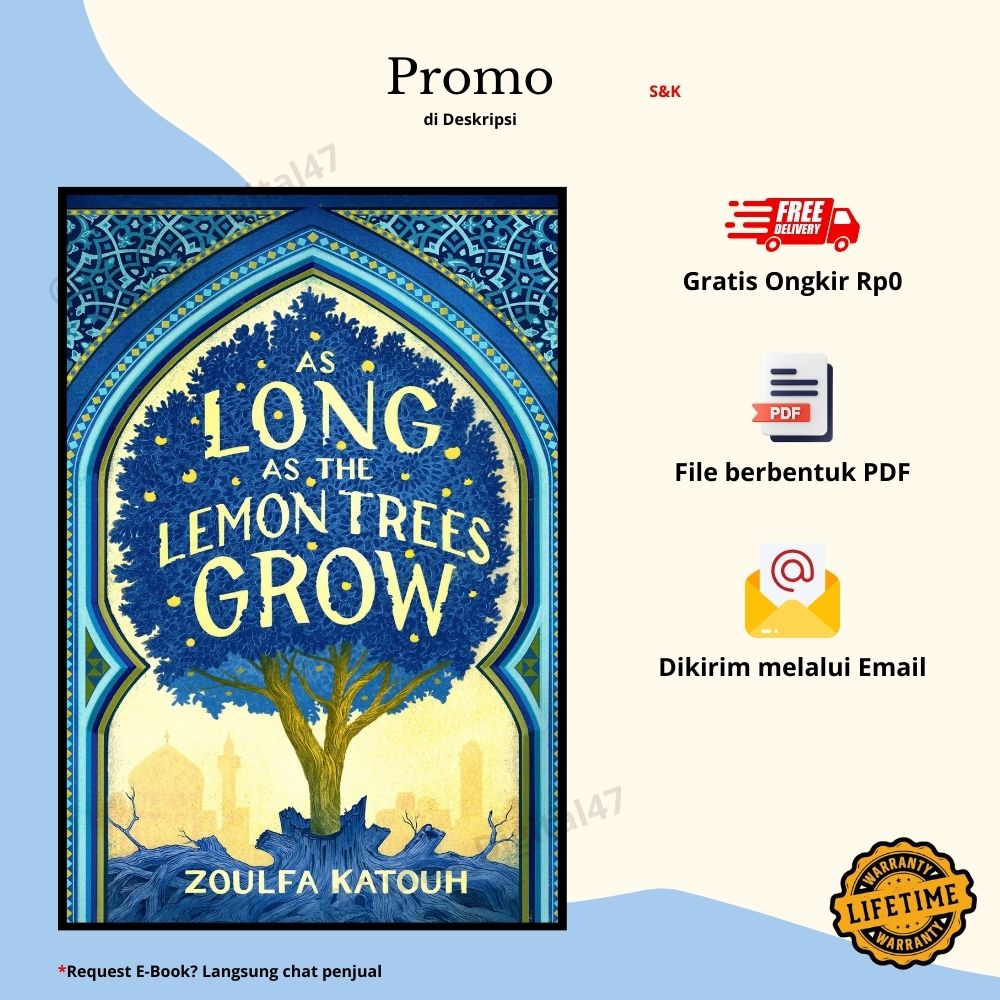 Promo
di Deskripsi
S&K
AS
LONG
AS THE
LEMON TREES
GROW
ZOULFA KATOUH
FREE
DELIVERY
Gratis Ongkir Rp0
PDF
File berbentuk PDF
@
Dikirim melalui Email
WARRANTY
LIFETIME
WARRANTY
*Request E-Book? Langsung chat penjual